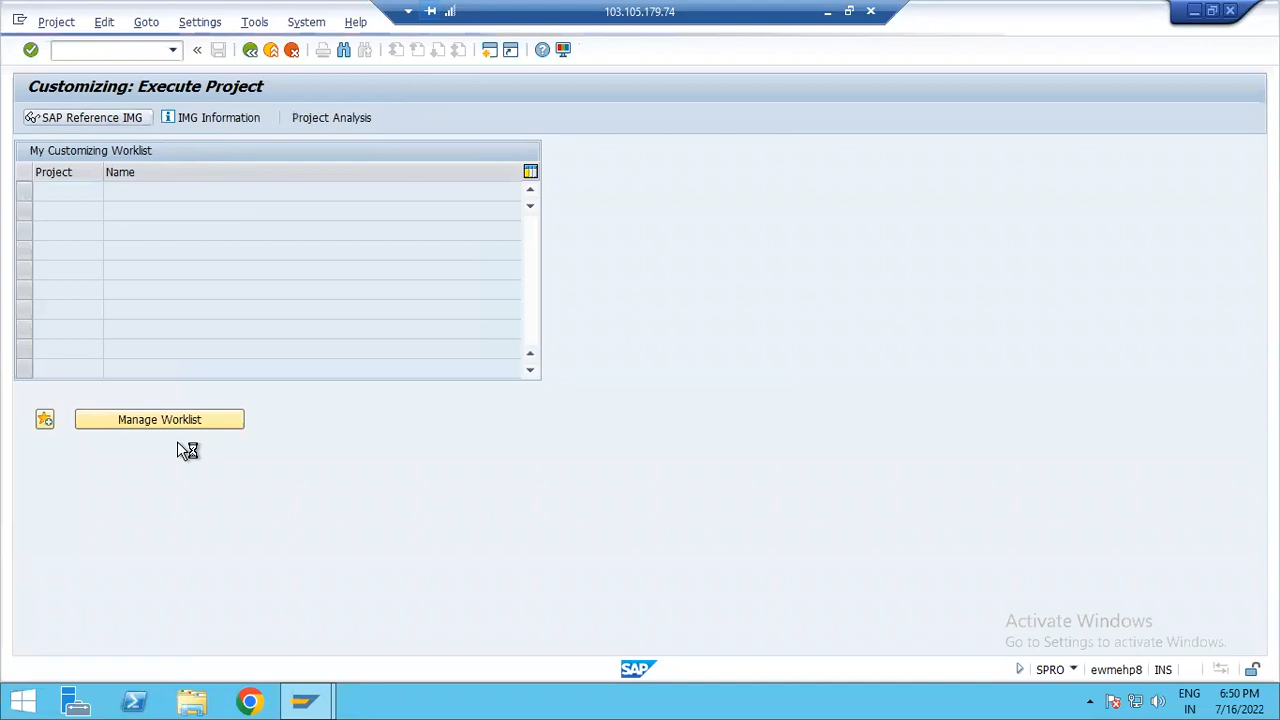 Project Edit Goto Settings Tools System Help
103.105.179.74
Customizing: Execute Project
SAP Reference IMG IMG Information Project Analysis
My Customizing Worklist
Project Name
Manage Worklist
Activate Windows
Go to Settings to activate Windows.
SAP
SPRO ewmehp8 INS
ENG 6:50 PM
IN 7/16/2022